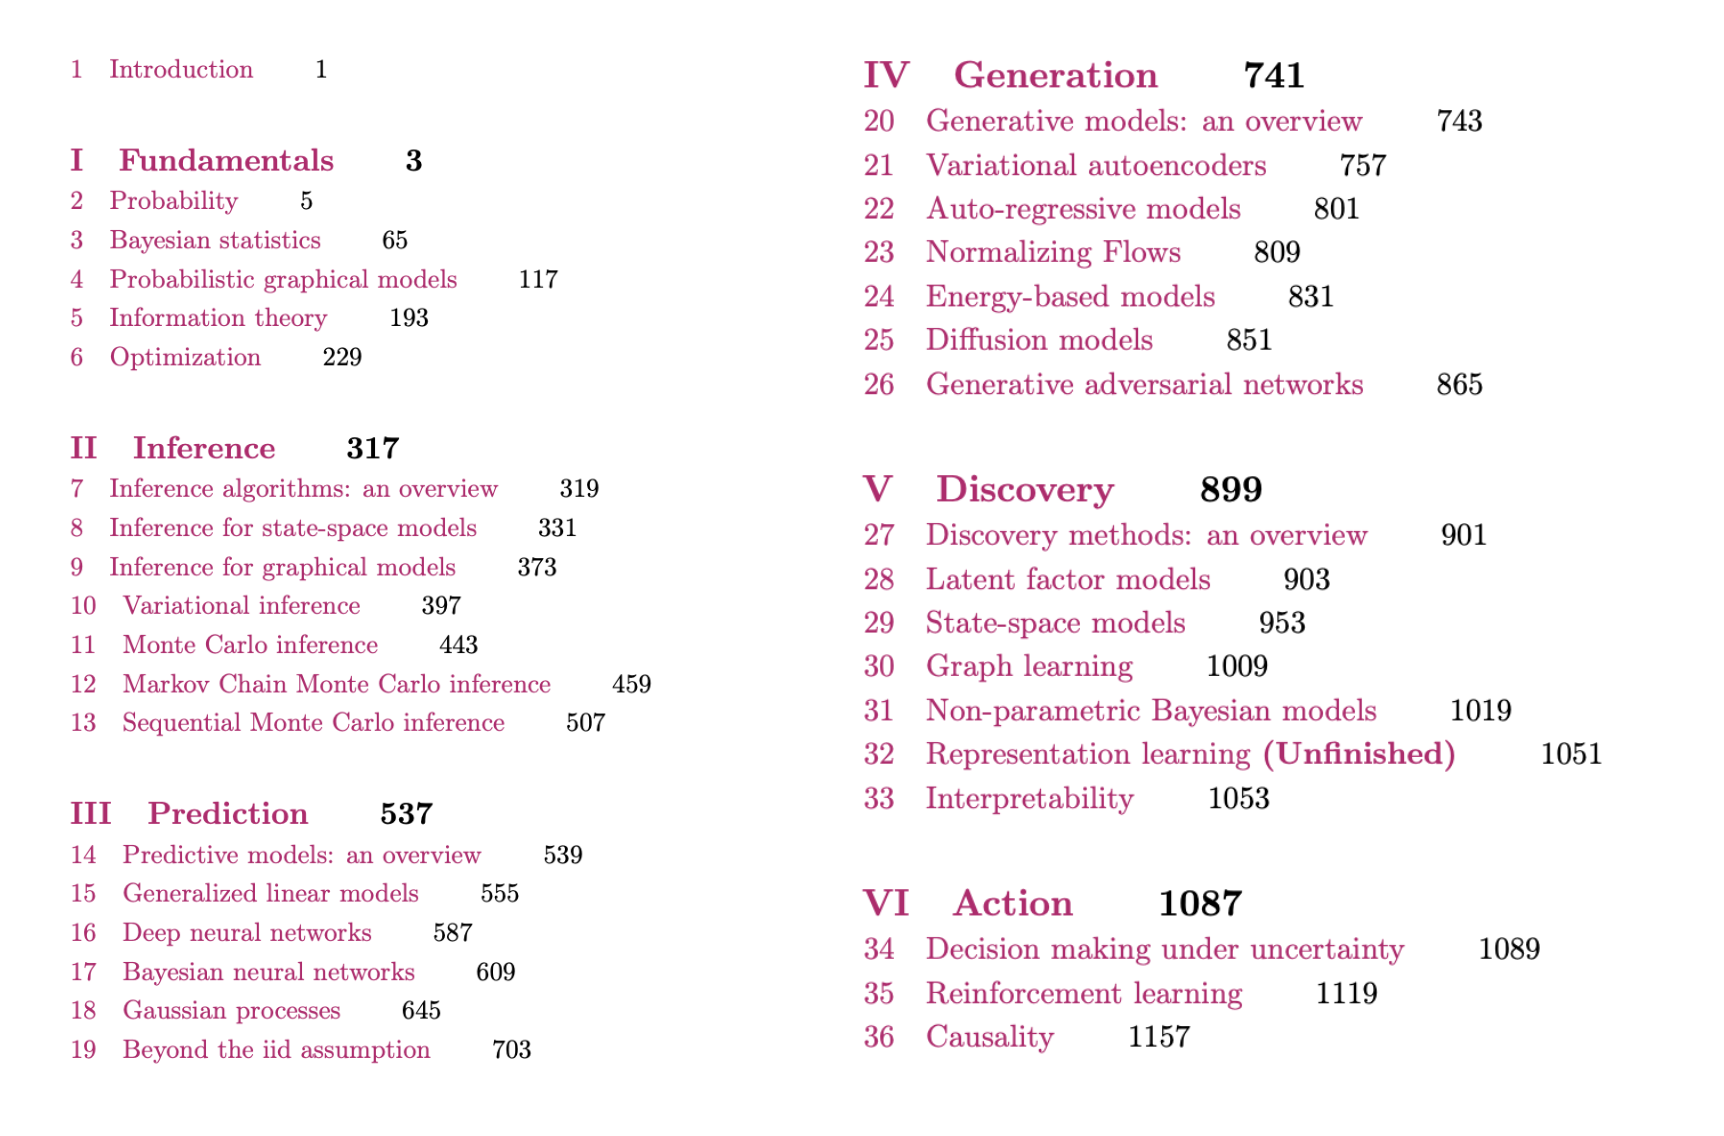 1 Introduction 1
I Fundamentals 3
2 Probability 5
3 Bayesian statistics 65
4 Probabilistic graphical models 117
5 Information theory 193
6 Optimization 229
II Inference 317
7 Inference algorithms: an overview 319
8 Inference for state-space models 331
9 Inference for graphical models 373
10 Variational inference 397
11 Monte Carlo inference 443
12 Markov Chain Monte Carlo inference 459
13 Sequential Monte Carlo inference 507
III Prediction 537
14 Predictive models: an overview 539
15 Generalized linear models 555
16 Deep neural networks 587
17 Bayesian neural networks 609
18 Gaussian processes 645
19 Beyond the iid assumption 703
IV Generation 741
20 Generative models: an overview 743
21 Variational autoencoders 757
22 Auto-regressive models 801
23 Normalizing Flows 809
24 Energy-based models 831
25 Diffusion models 851
26 Generative adversarial networks 865
V Discovery 899
27 Discovery methods: an overview 901
28 Latent factor models 903
29 State-space models 953
30 Graph learning 1009
31 Non-parametric Bayesian models 1019
32 Representation learning (Unfinished) 1051
33 Interpretability 1053
VI Action 1087
34 Decision making under uncertainty 1089
35 Reinforcement learning 1119
36 Causality 1157